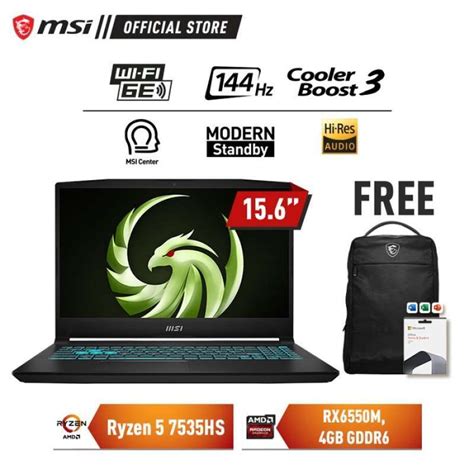 msi OFFICIAL STORE
WI-FI 6E
144Hz
Cooler Boost 3
MSI Center
MODERN Standby
Hi-Res AUDIO
15.6”
FREE
msi
Microsoft
RYZEN AMD
Ryzen 5 7535HS
AMD RADEON
RX6550M, 4GB GDDR6